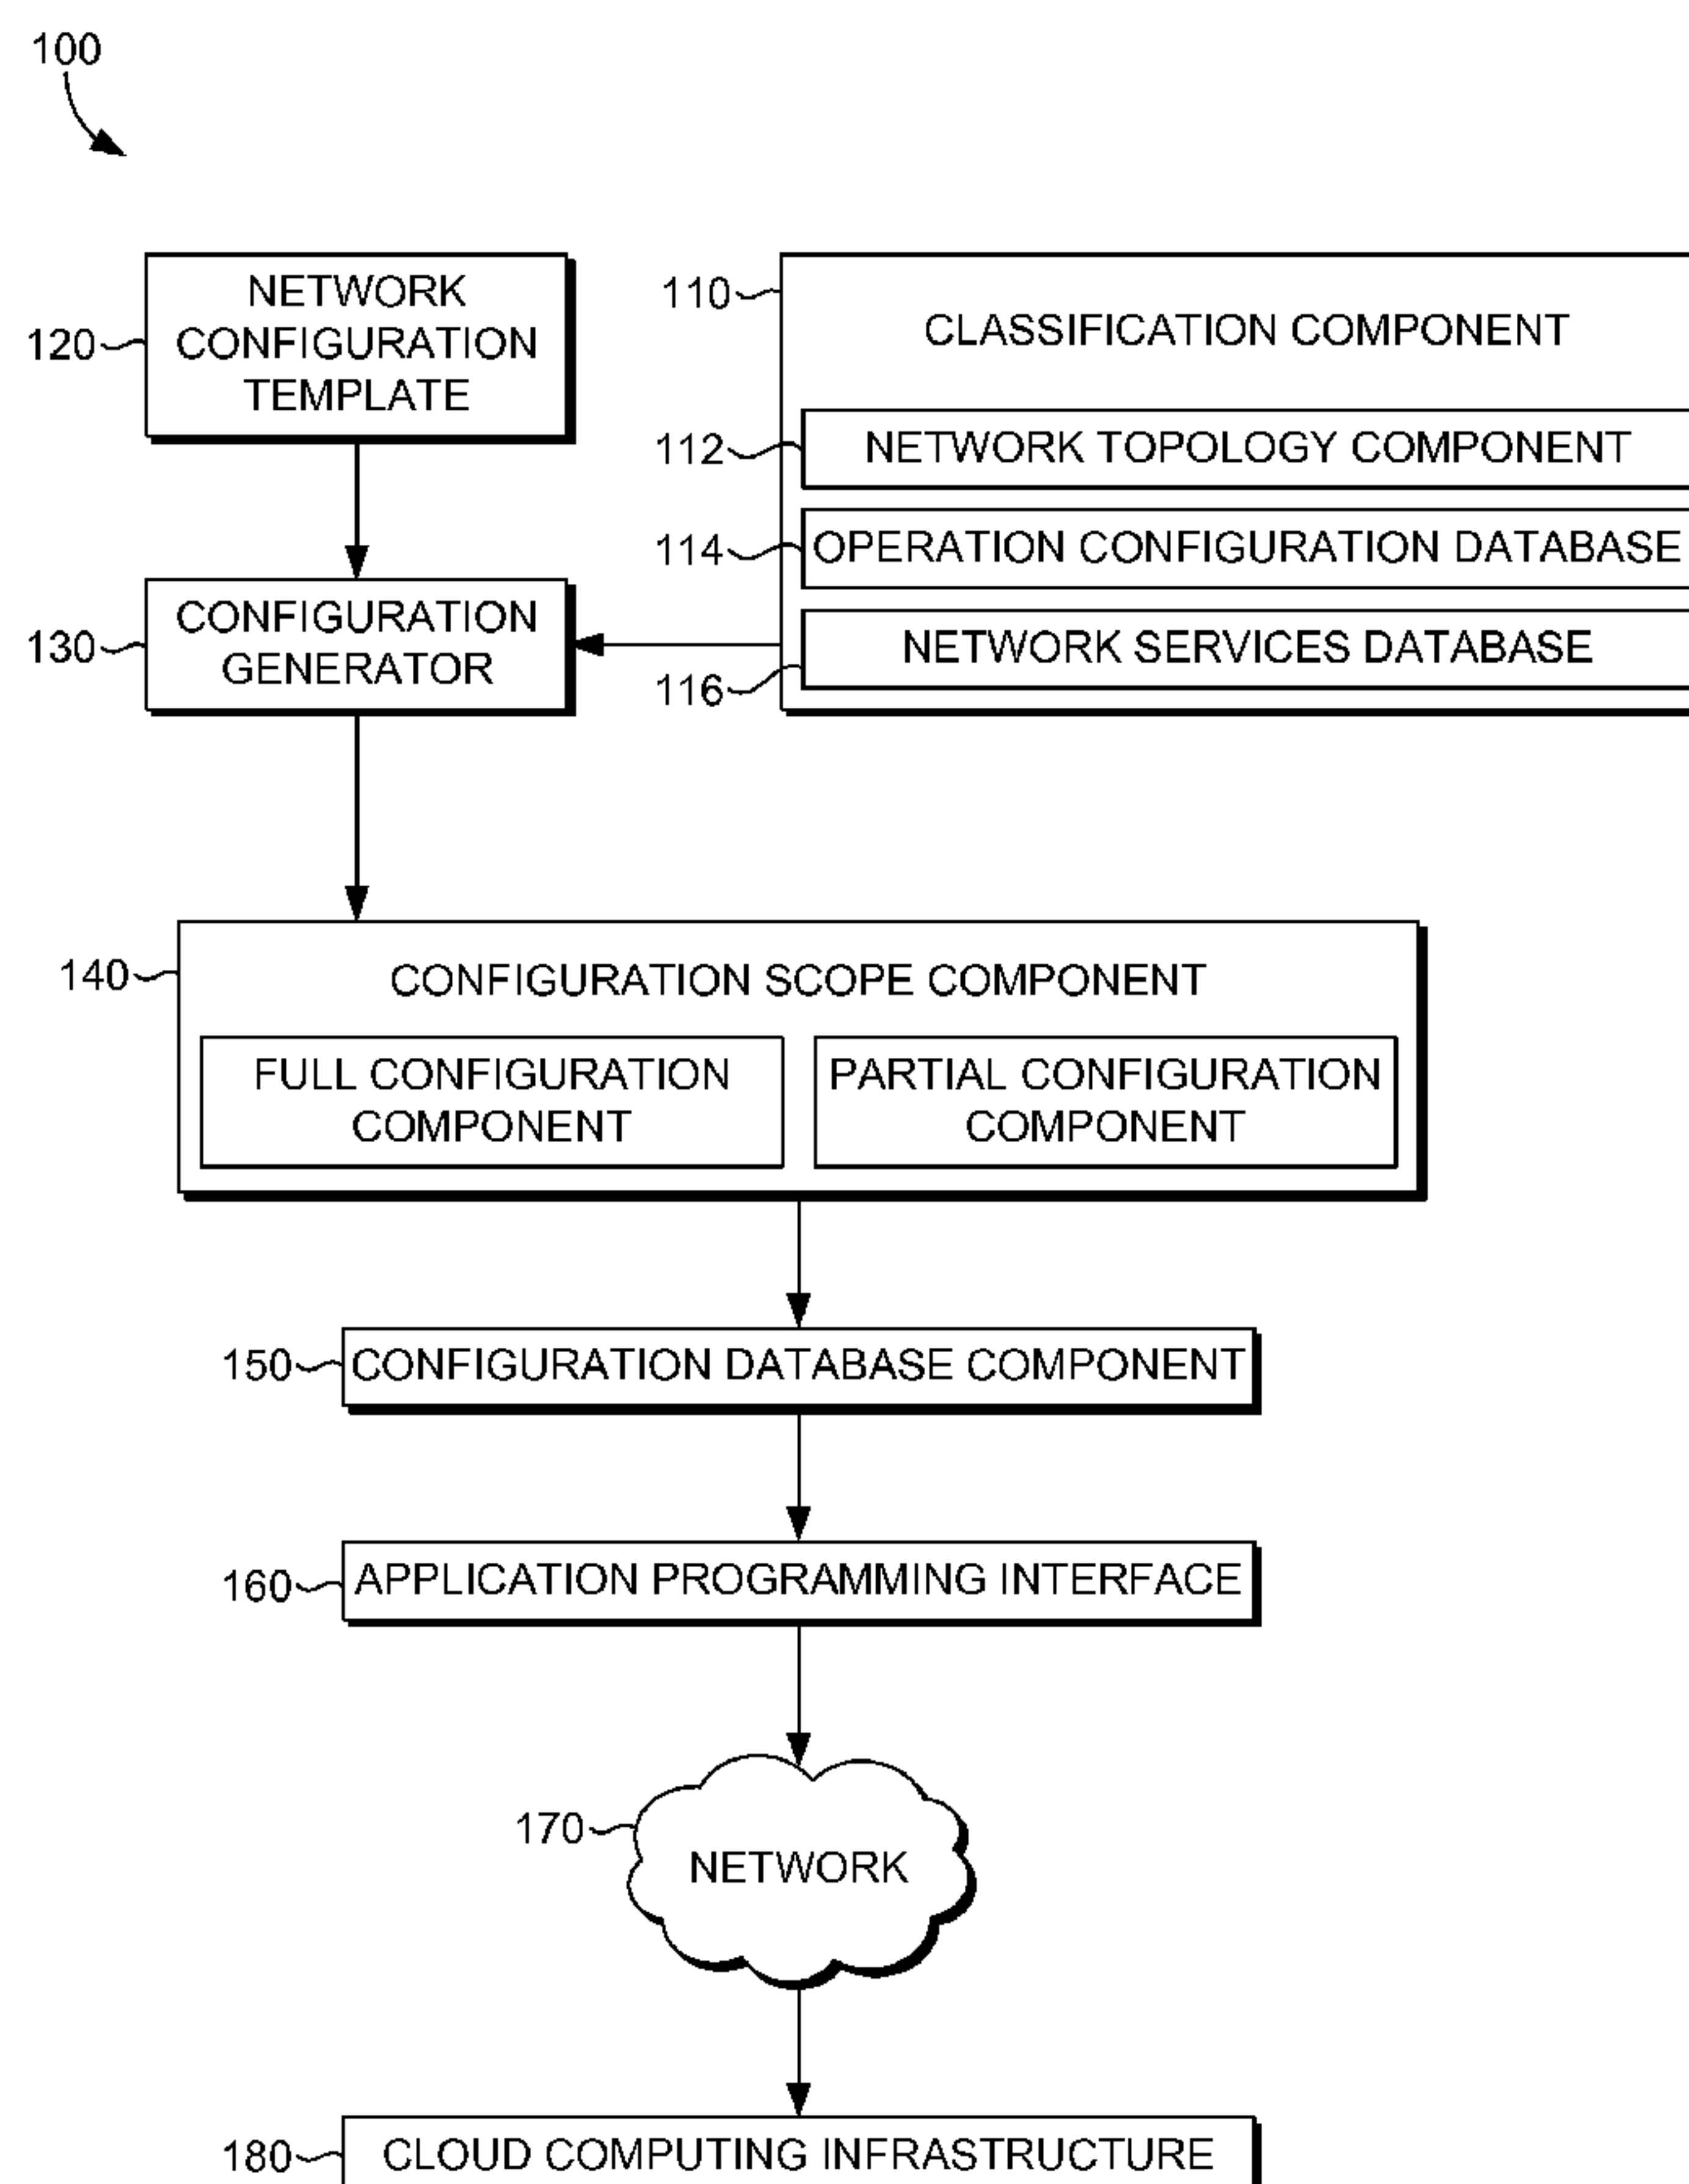 100
NETWORK
CONFIGURATION
TEMPLATE
120
110
CLASSIFICATION COMPONENT
112
NETWORK TOPOLOGY COMPONENT
114
OPERATION CONFIGURATION DATABASE
CONFIGURATION
GENERATOR
130
NETWORK SERVICES DATABASE
116
140
CONFIGURATION SCOPE COMPONENT
FULL CONFIGURATION
COMPONENT
PARTIAL CONFIGURATION
COMPONENT
150
CONFIGURATION DATABASE COMPONENT
160
APPLICATION PROGRAMMING INTERFACE
170
NETWORK
180
CLOUD COMPUTING INFRASTRUCTURE